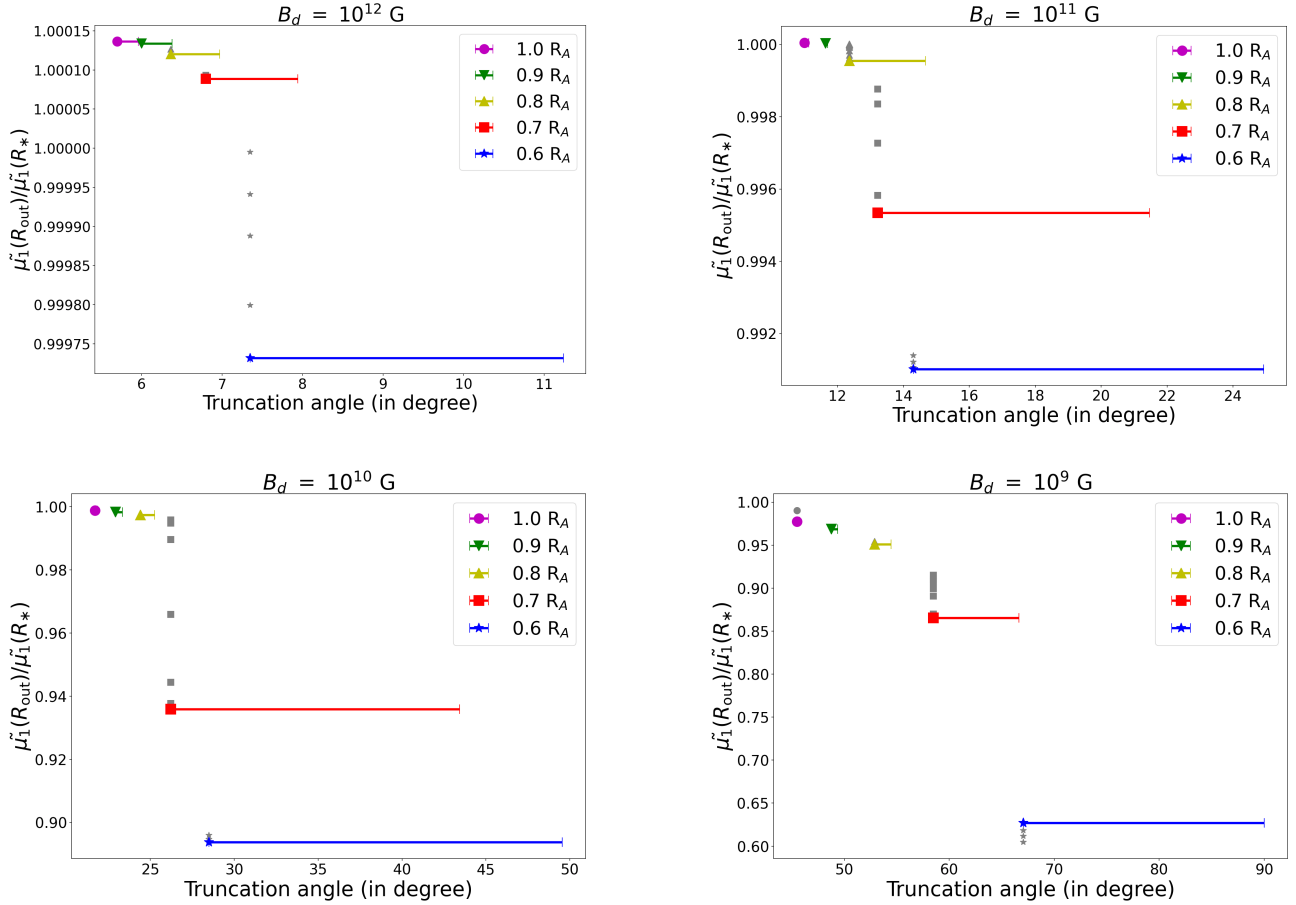 B_d = 10^12 G
1.00015
1.00010
1.00005
1.00000
0.99995
0.99990
0.99985
0.99980
0.99975
μ̃₁(R_out)/μ̃₁(R_*)
6 7 8 9 10 11
Truncation angle (in degree)
1.0 R_A
0.9 R_A
0.8 R_A
0.7 R_A
0.6 R_A
B_d = 10^11 G
1.000
0.998
0.996
0.994
0.992
μ̃₁(R_out)/μ̃₁(R_*)
12 14 16 18 20 22 24
Truncation angle (in degree)
1.0 R_A
0.9 R_A
0.8 R_A
0.7 R_A
0.6 R_A
B_d = 10^10 G
1.00
0.98
0.96
0.94
0.92
0.90
μ̃₁(R_out)/μ̃₁(R_*)
25 30 35 40 45 50
Truncation angle (in degree)
1.0 R_A
0.9 R_A
0.8 R_A
0.7 R_A
0.6 R_A
B_d = 10^9 G
1.00
0.95
0.90
0.85
0.80
0.75
0.70
0.65
0.60
μ̃₁(R_out)/μ̃₁(R_*)
50 60 70 80 90
Truncation angle (in degree)
1.0 R_A
0.9 R_A
0.8 R_A
0.7 R_A
0.6 R_A